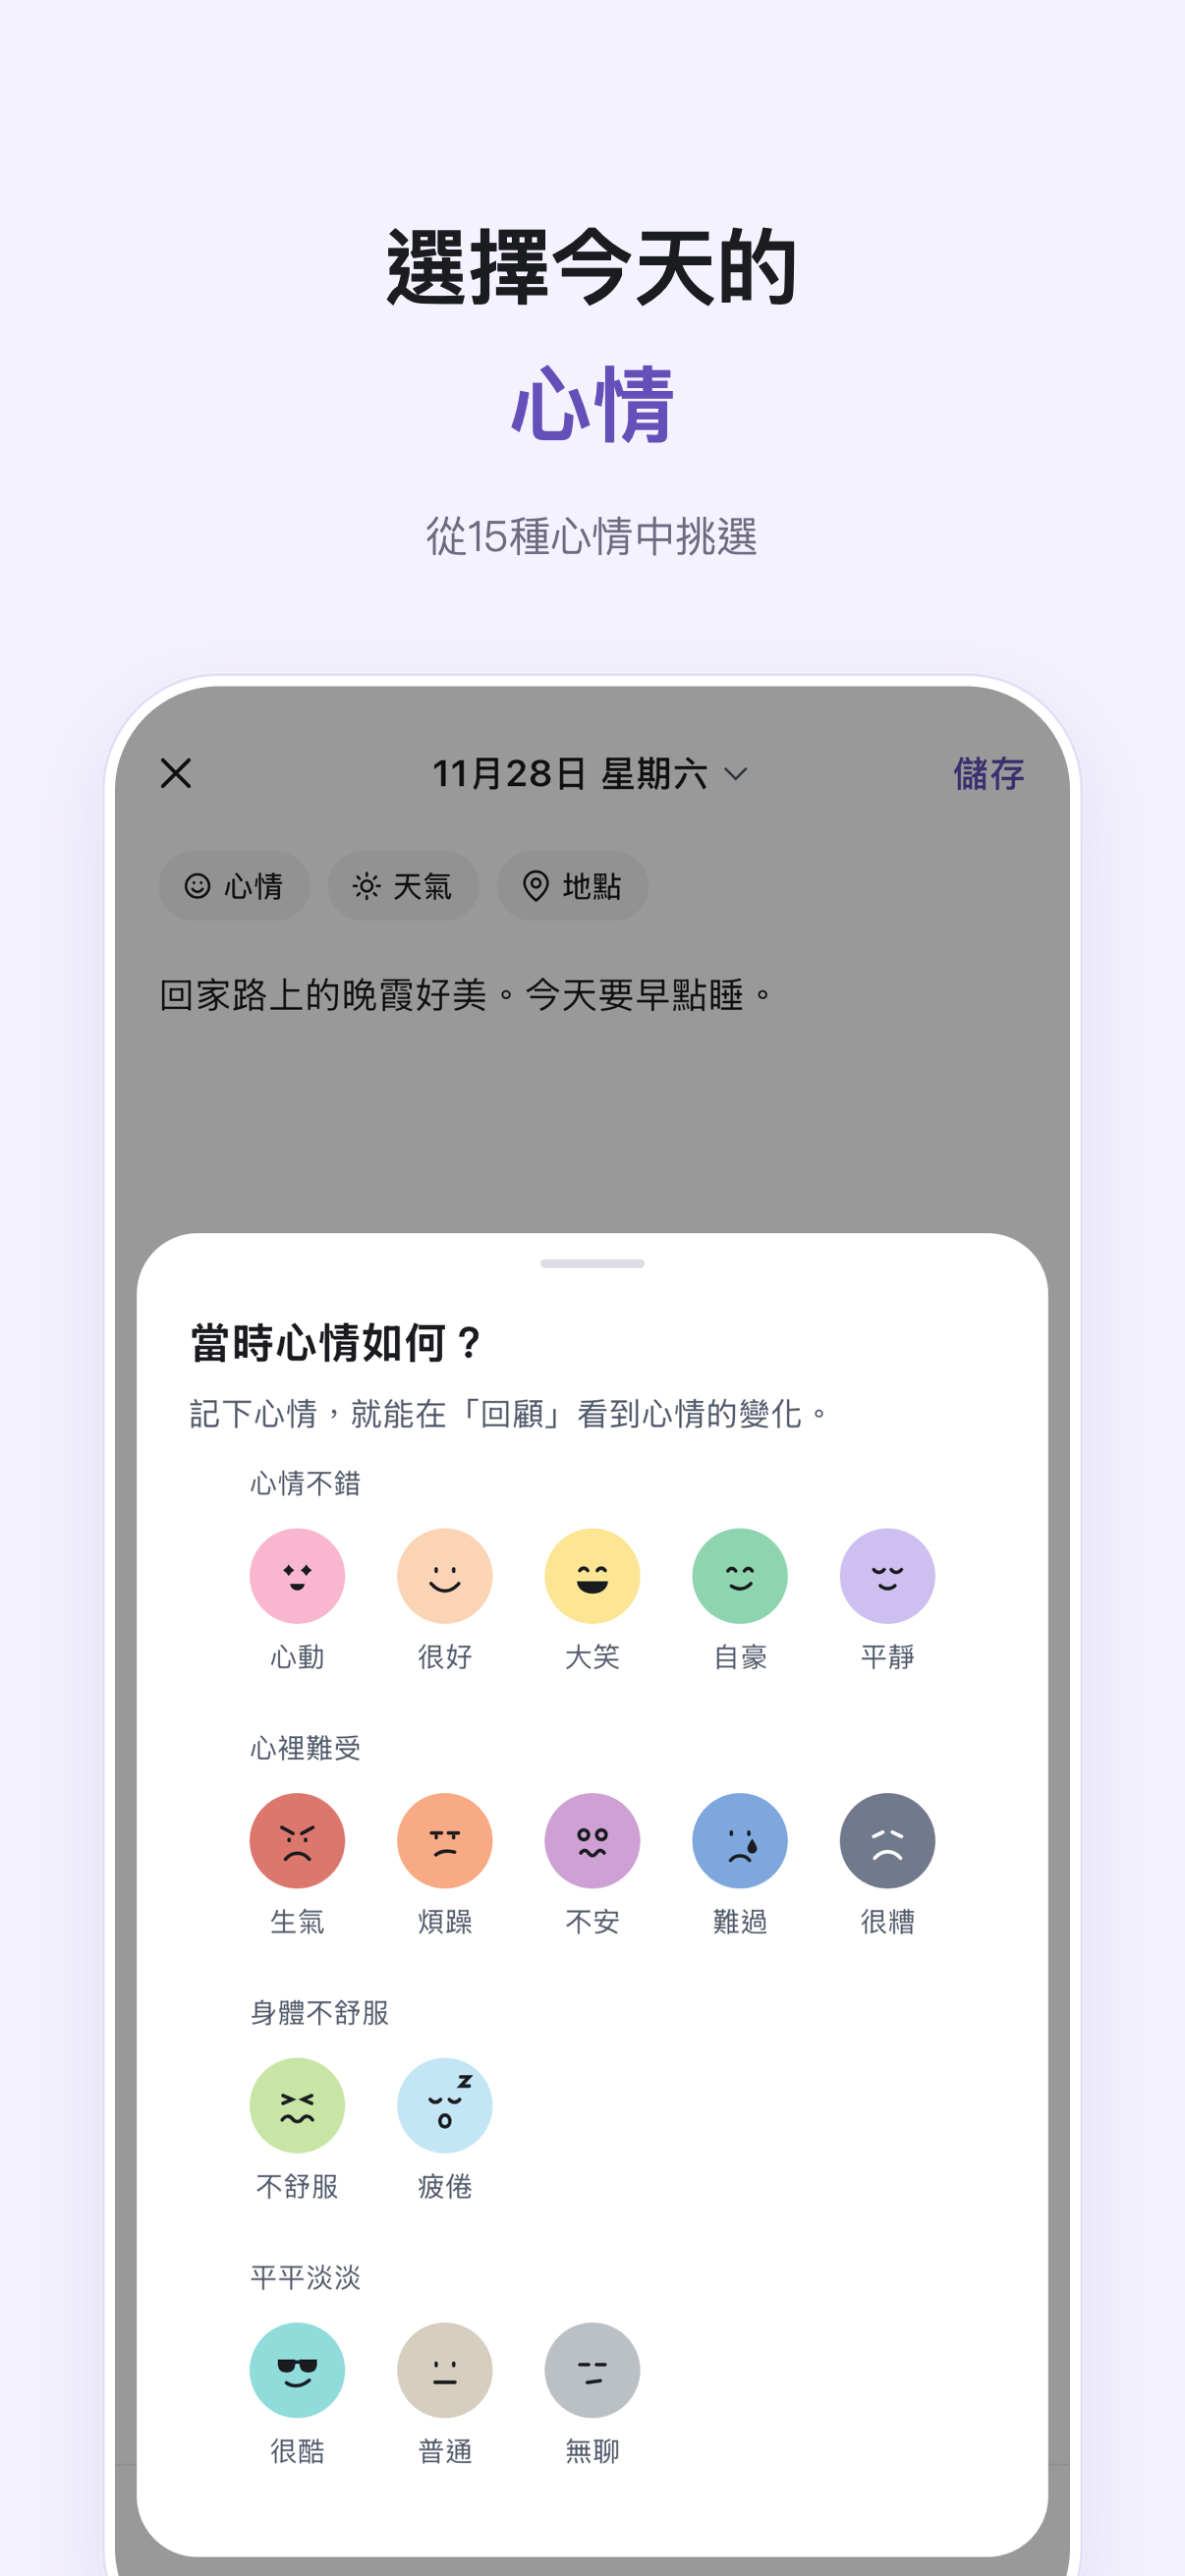 選擇今天的
心情
從15種心情中挑選
11月28日 星期六
儲存
心情
天氣
地點
回家路上的晚霞好美。今天要早點睡。
當時心情如何？
記下心情，就能在「回顧」看到心情的變化。
心情不錯
心動
很好
大笑
自豪
平靜
心裡難受
生氣
煩躁
不安
難過
很糟
身體不舒服
不舒服
疲倦
平平淡淡
很酷
普通
無聊